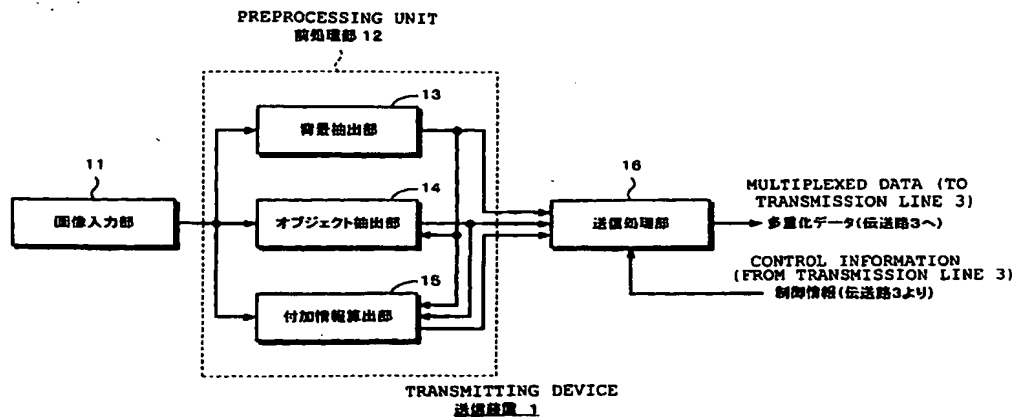 PREPROCESSING UNIT
前処理部 12
13
背景抽出部
11
画像入力部
14
オブジェクト抽出部
16
送信処理部
MULTIPLEXED DATA (TO
TRANSMISSION LINE 3)
多重化データ(伝送路3へ)
CONTROL INFORMATION
(FROM TRANSMISSION LINE 3)
制御情報(伝送路3より)
15
付加情報算出部
TRANSMITTING DEVICE
送信装置 1